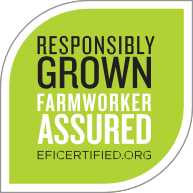 RESPONSIBLY
GROWN
FARMWORKER
ASSURED
EFICERTIFIED.ORG